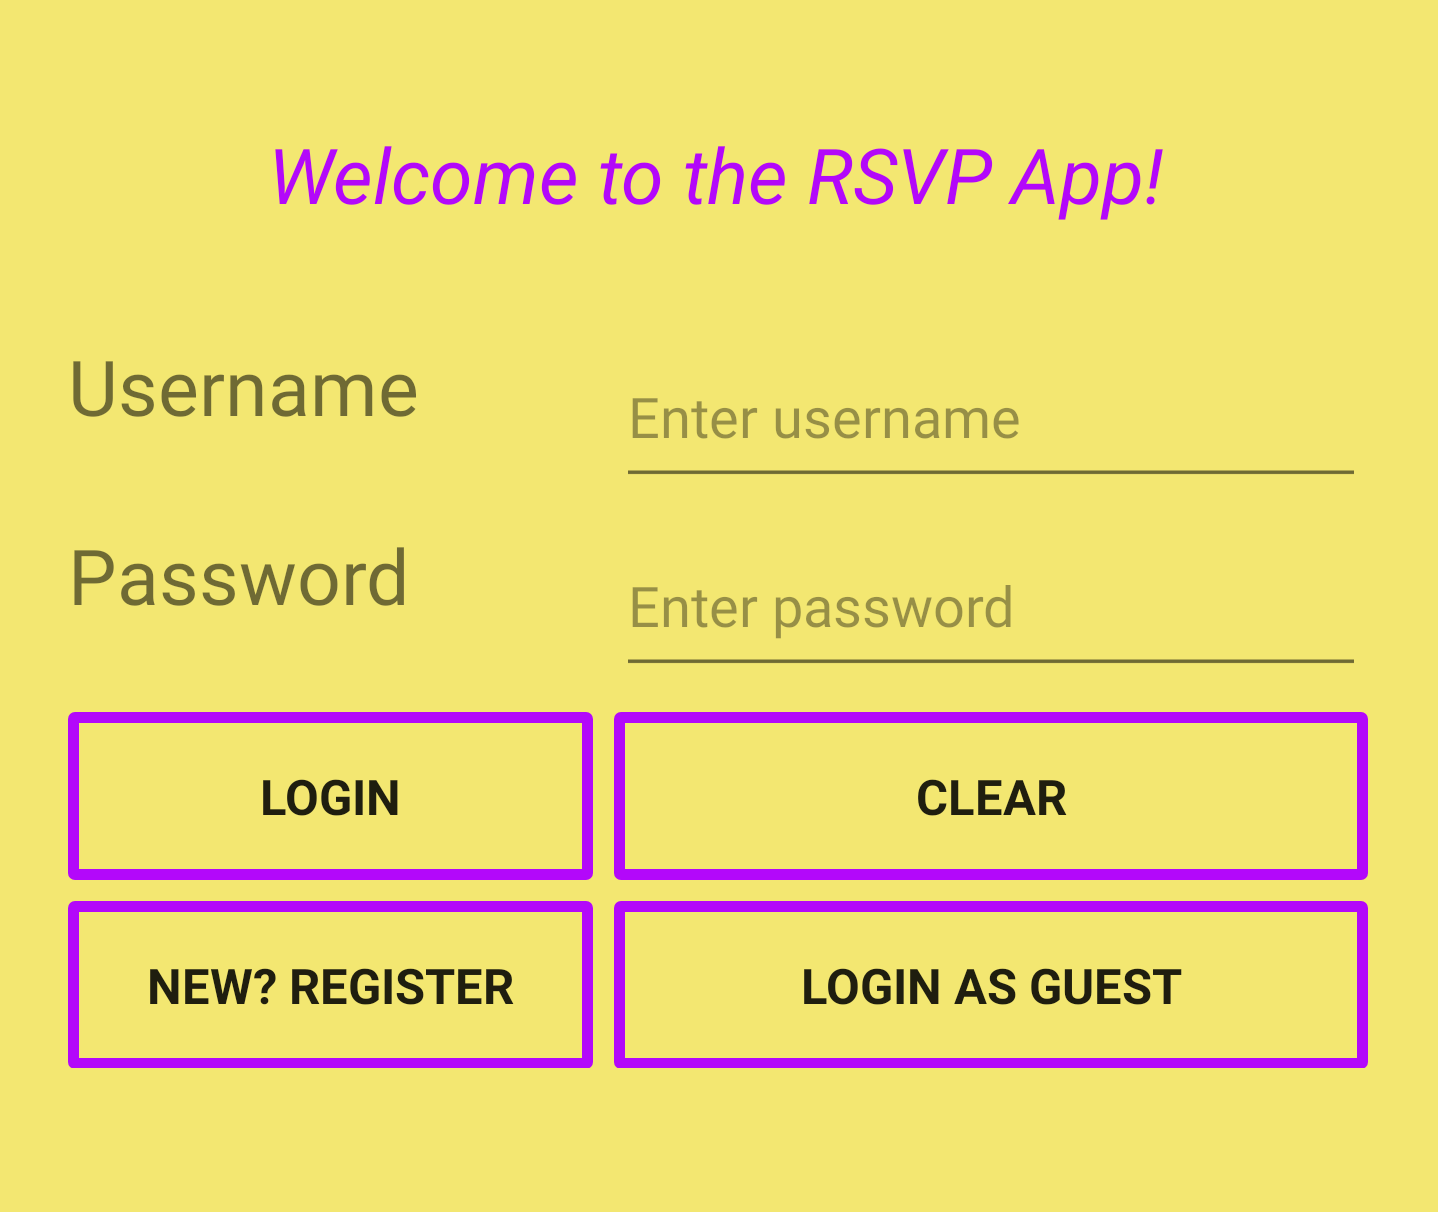 Welcome to the RSVP App!
Username
Enter username
Password
Enter password
LOGIN
CLEAR
NEW? REGISTER
LOGIN AS GUEST